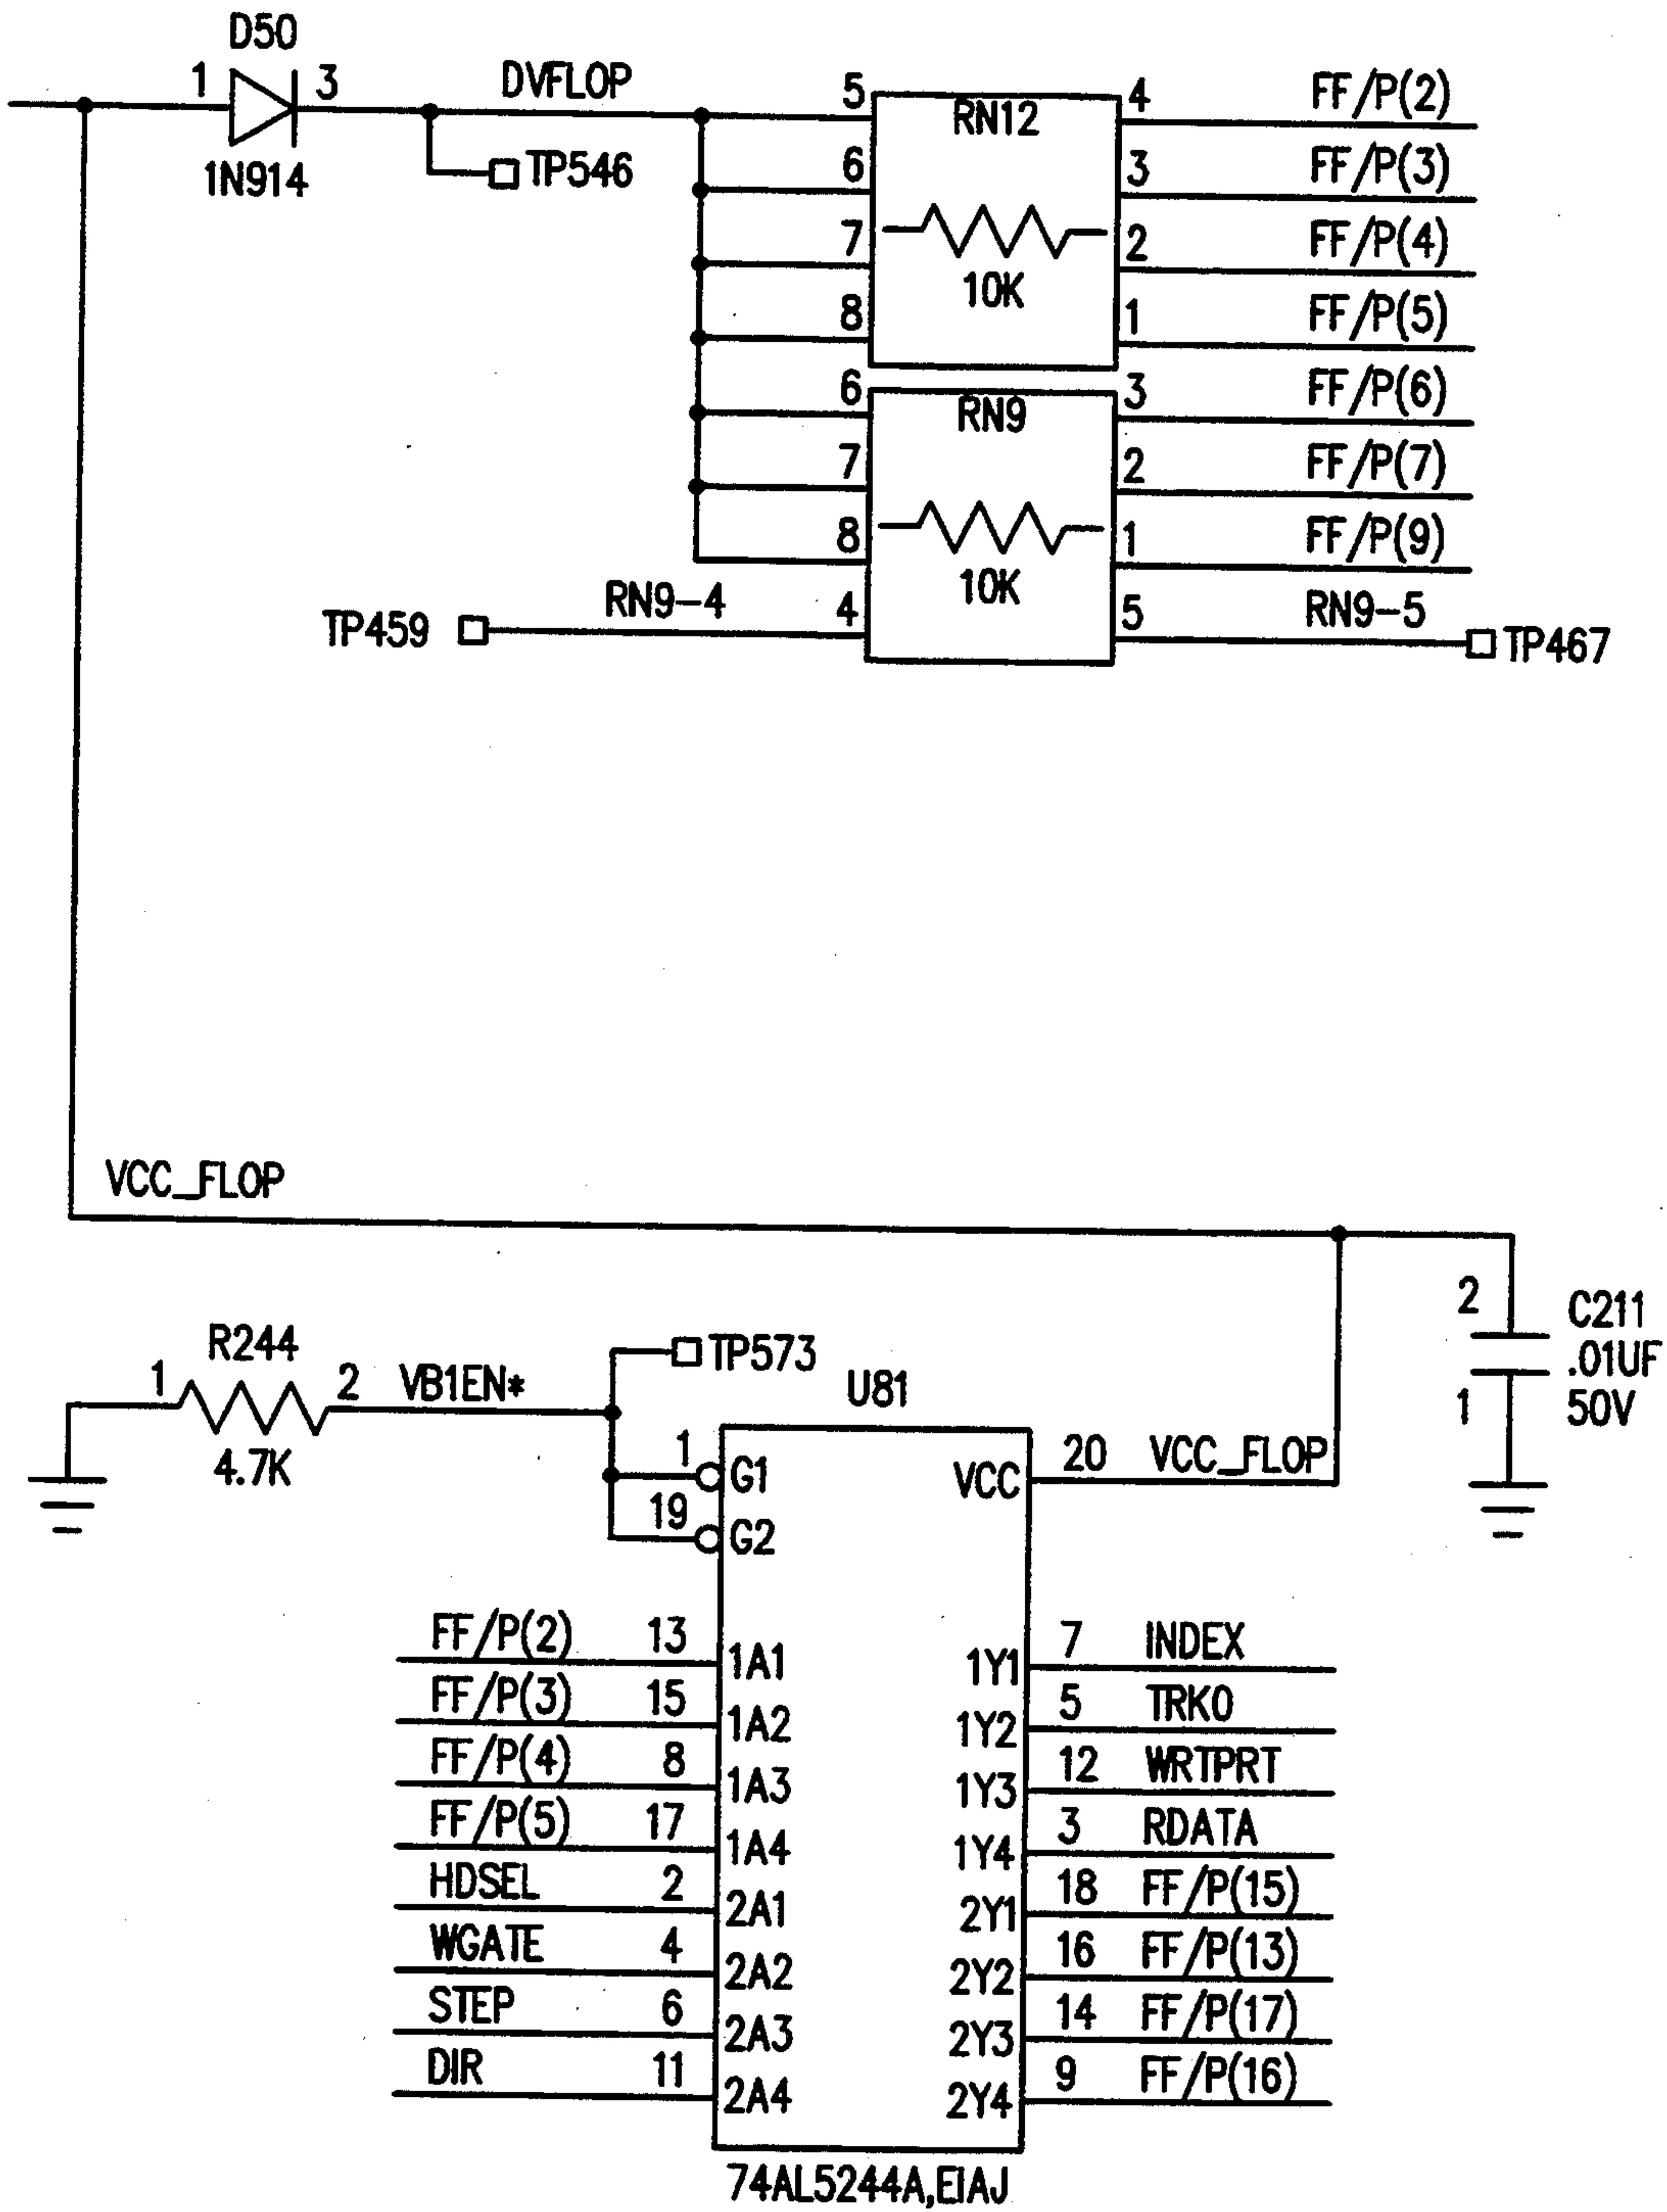 D50
1 3 DVFLOP
1N914
TP546
RN12
10K
5 4 FF/P(2)
6 3 FF/P(3)
7 2 FF/P(4)
8 1 FF/P(5)
RN9
10K
6 3 FF/P(6)
7 2 FF/P(7)
8 1 FF/P(9)
TP459 RN9-4 4 5 RN9-5 TP467
VCC_FLOP
2 C211
.01UF
1 50V
R244
1 2 VB1EN*
4.7K
TP573
U81
1 G1 VCC 20 VCC_FLOP
19 G2
FF/P(2) 13 1A1 1Y1 7 INDEX
FF/P(3) 15 1A2 1Y2 5 TRK0
FF/P(4) 8 1A3 1Y3 12 WRTPRT
FF/P(5) 17 1A4 1Y4 3 RDATA
HDSEL 2 2A1 2Y1 18 FF/P(15)
WGATE 4 2A2 2Y2 16 FF/P(13)
STEP 6 2A3 2Y3 14 FF/P(17)
DIR 11 2A4 2Y4 9 FF/P(16)
74AL5244A,EIAJ